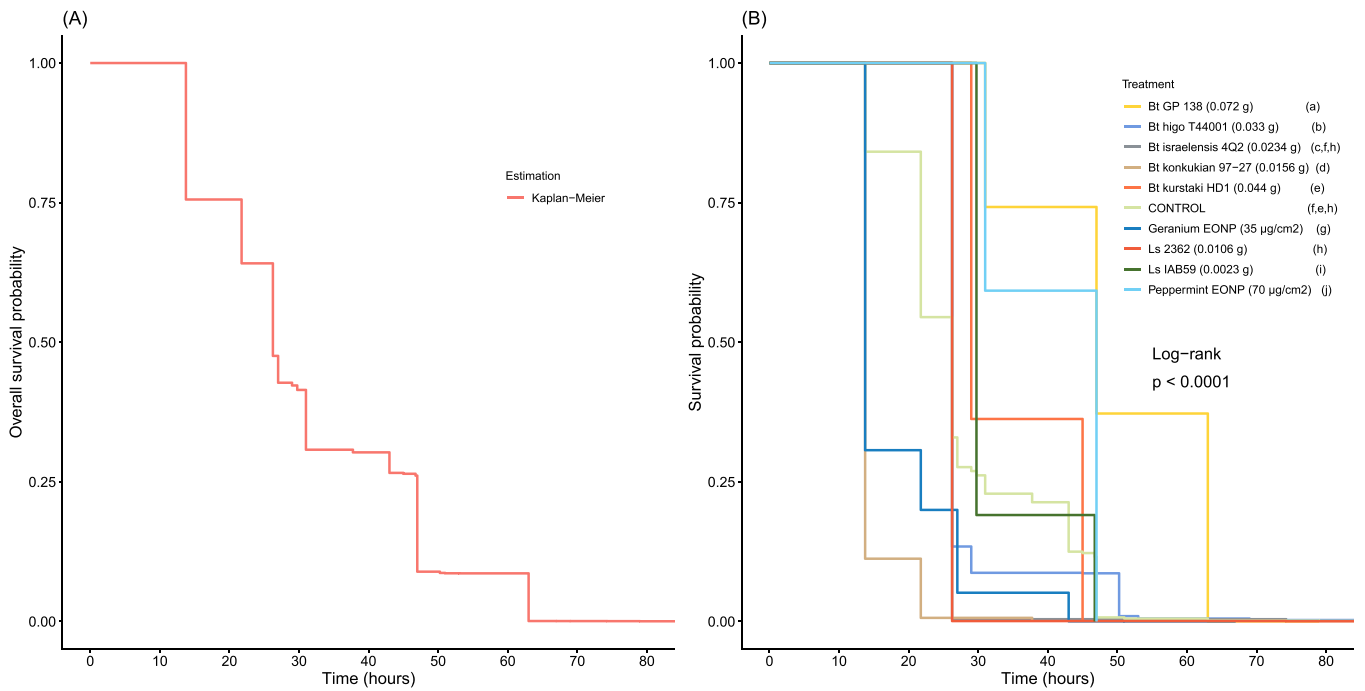 (A)
Overall survival probability
1.00
0.75
0.50
0.25
0.00
0 10 20 30 40 50 60 70 80
Time (hours)
Estimation
Kaplan−Meier
(B)
Survival probability
1.00
0.75
0.50
0.25
0.00
0 10 20 30 40 50 60 70 80
Time (hours)
Treatment
Bt GP 138 (0.072 g) (a)
Bt higo T44001 (0.033 g) (b)
Bt israelensis 4Q2 (0.0234 g) (c,f,h)
Bt konkukian 97−27 (0.0156 g) (d)
Bt kurstaki HD1 (0.044 g) (e)
CONTROL (f,e,h)
Geranium EONP (35 µg/cm2) (g)
Ls 2362 (0.0106 g) (h)
Ls IAB59 (0.0023 g) (i)
Peppermint EONP (70 µg/cm2) (j)
Log−rank
p < 0.0001